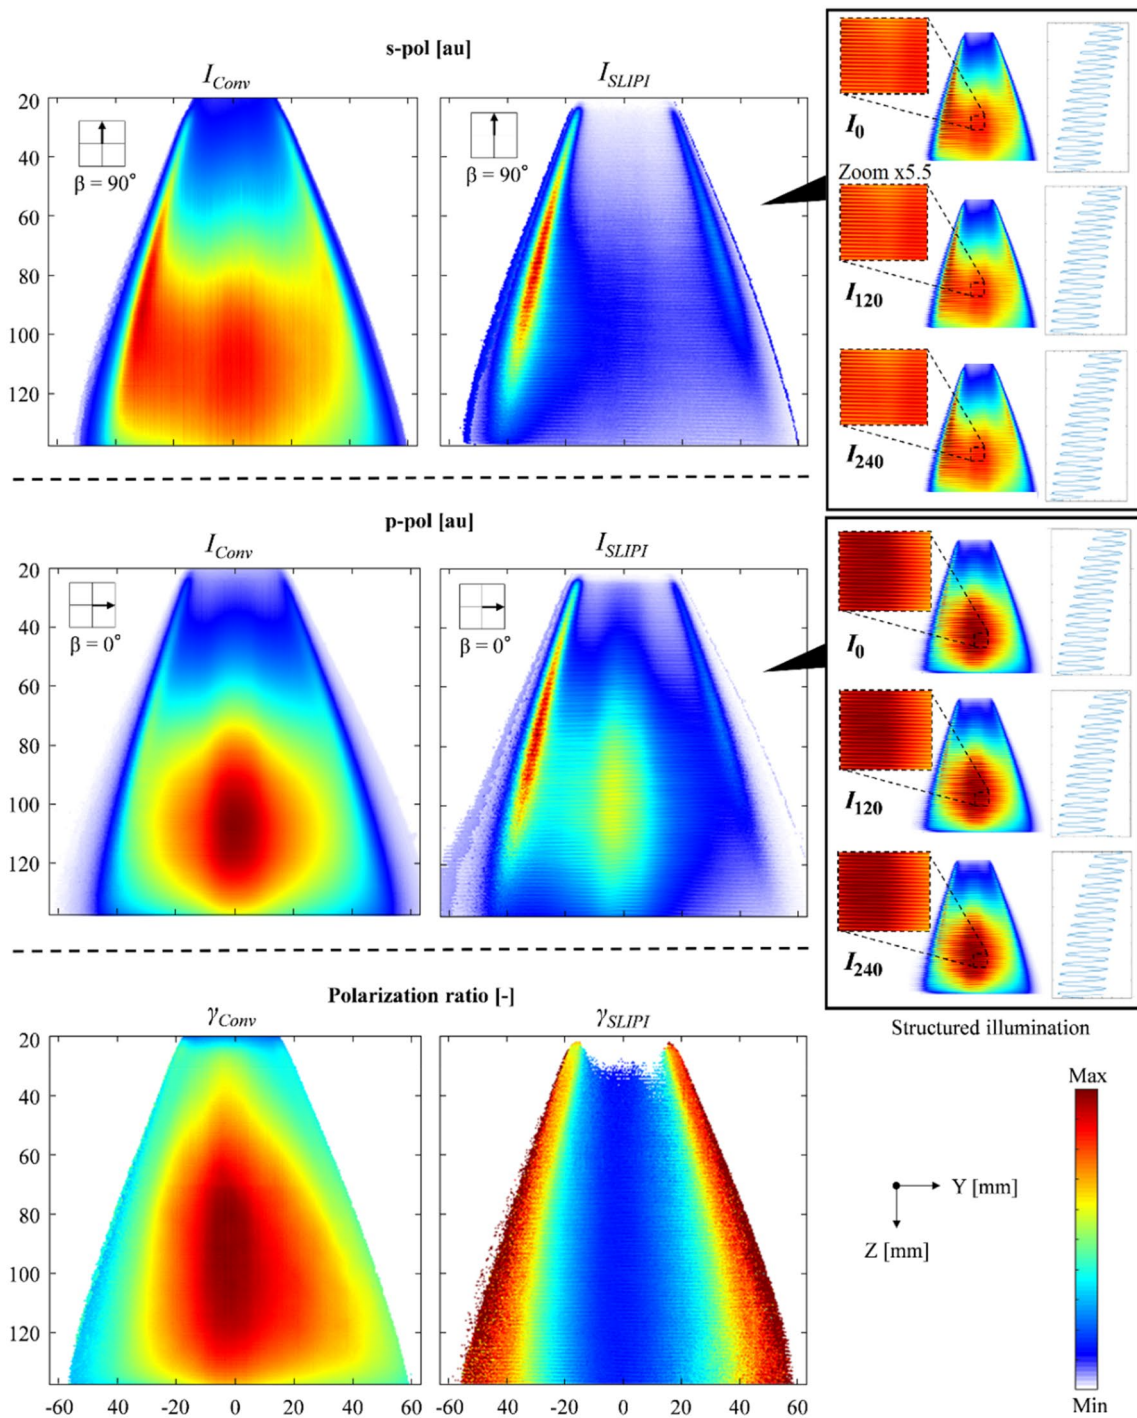 s-pol [au]
I_Conv
I_SLIPI
20
40
60
80
100
120
β = 90°
β = 90°
I_0
Zoom x5.5
I_120
I_240
p-pol [au]
I_Conv
I_SLIPI
20
40
60
80
100
120
β = 0°
β = 0°
I_0
I_120
I_240
Structured illumination
Polarization ratio [-]
γ_Conv
γ_SLIPI
20
40
60
80
100
120
-60 -40 -20 0 20 40 60
-60 -40 -20 0 20 40 60
Y [mm]
Z [mm]
Max
Min